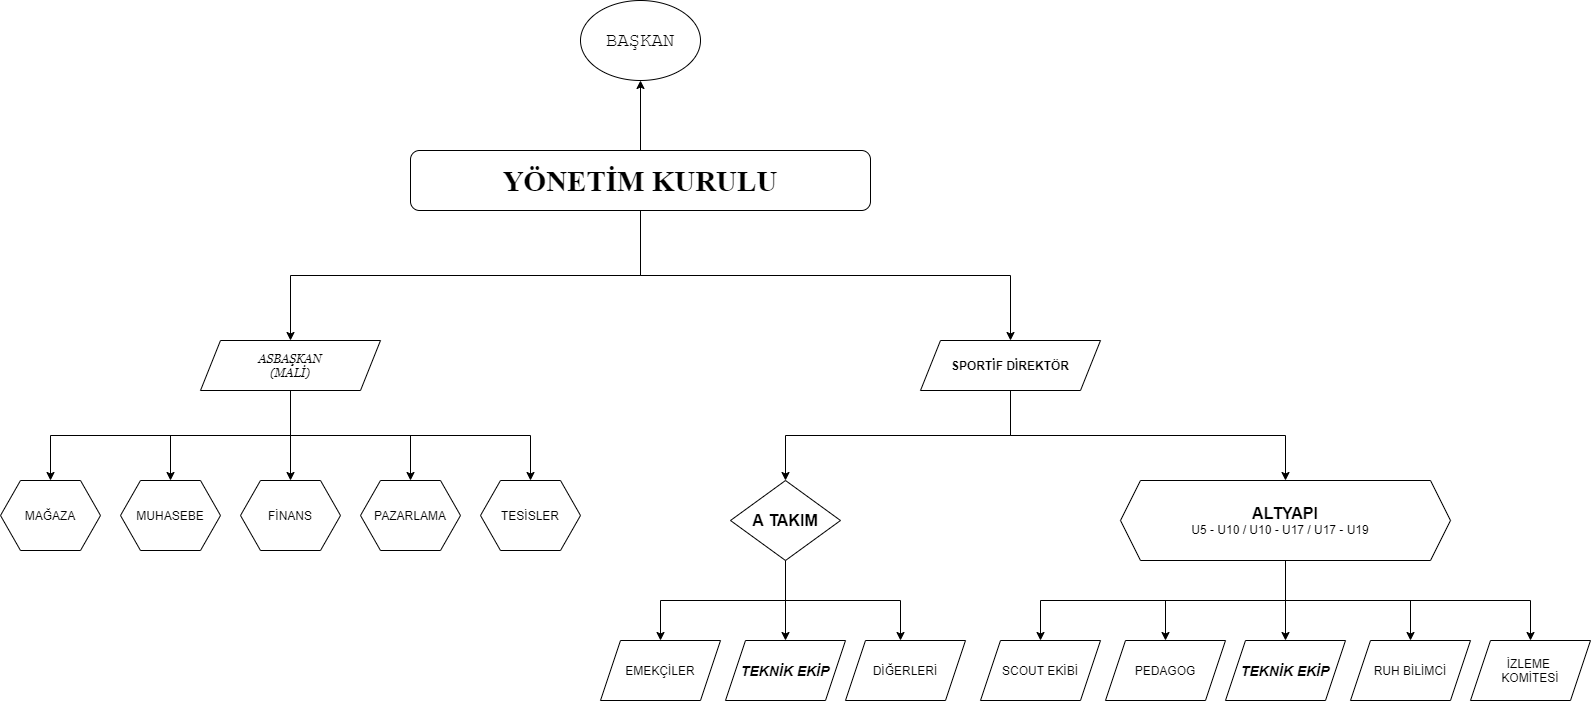 BAŞKAN
YÖNETİM KURULU
ASBAŞKAN
(MALİ)
SPORTİF DİREKTÖR
MAĞAZA
MUHASEBE
FİNANS
PAZARLAMA
TESİSLER
A TAKIM
ALTYAPI
U5 - U10 / U10 - U17 / U17 - U19
EMEKÇİLER
TEKNİK EKİP
DİĞERLERİ
SCOUT EKİBİ
PEDAGOG
TEKNİK EKİP
RUH BİLİMCİ
İZLEME
KOMİTESİ